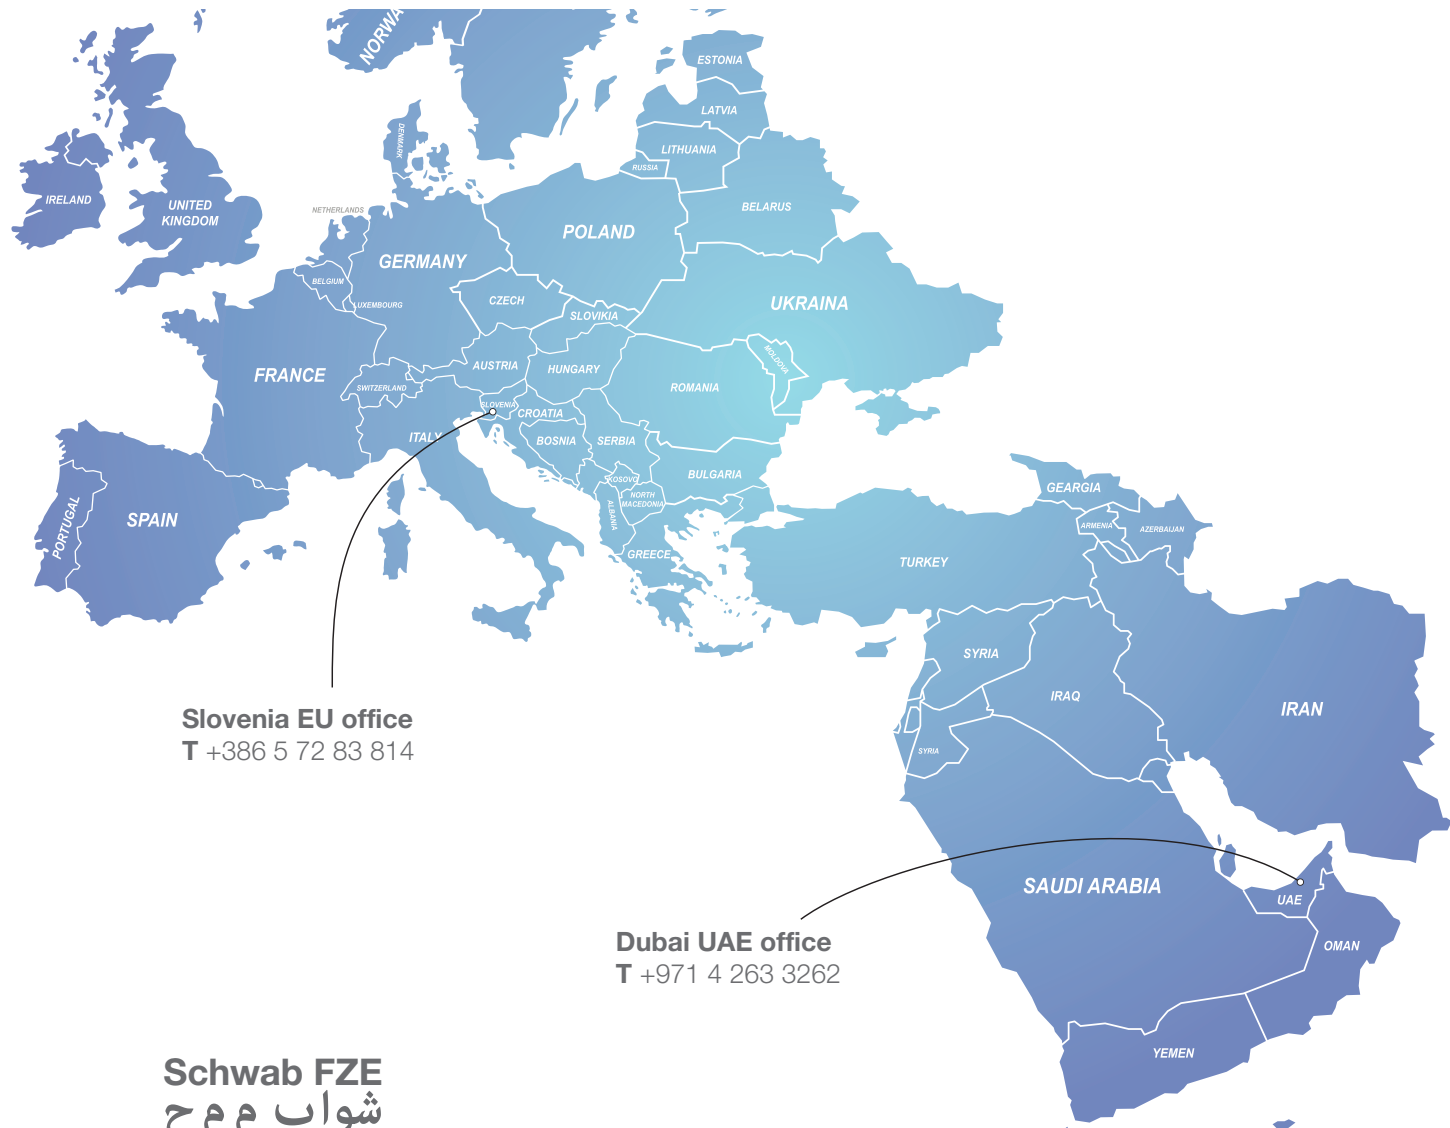 NORWA
ESTONIA
LATVIA
LITHUANIA
RUSSIA
DENMARK
IRELAND
UNITED
KINGDOM
NETHERLANDS
BELARUS
POLAND
GERMANY
BELGIUM
LUXEMBOURG
CZECH
SLOVIKIA
UKRAINA
MOLDOVA
FRANCE
SWITZERLAND
AUSTRIA
HUNGARY
ROMANIA
SLOVENIA
CROATIA
ITALY
BOSNIA
SERBIA
KOSOVO
BULGARIA
NORTH
MACEDONIA
ALBANIA
GREECE
PORTUGAL
SPAIN
GEARGIA
ARMENIA
AZERBAIJAN
TURKEY
SYRIA
IRAQ
IRAN
SYRIA
Slovenia EU office
T +386 5 72 83 814
SAUDI ARABIA
UAE
OMAN
Dubai UAE office
T +971 4 263 3262
YEMEN
Schwab FZE
شواب م م ح